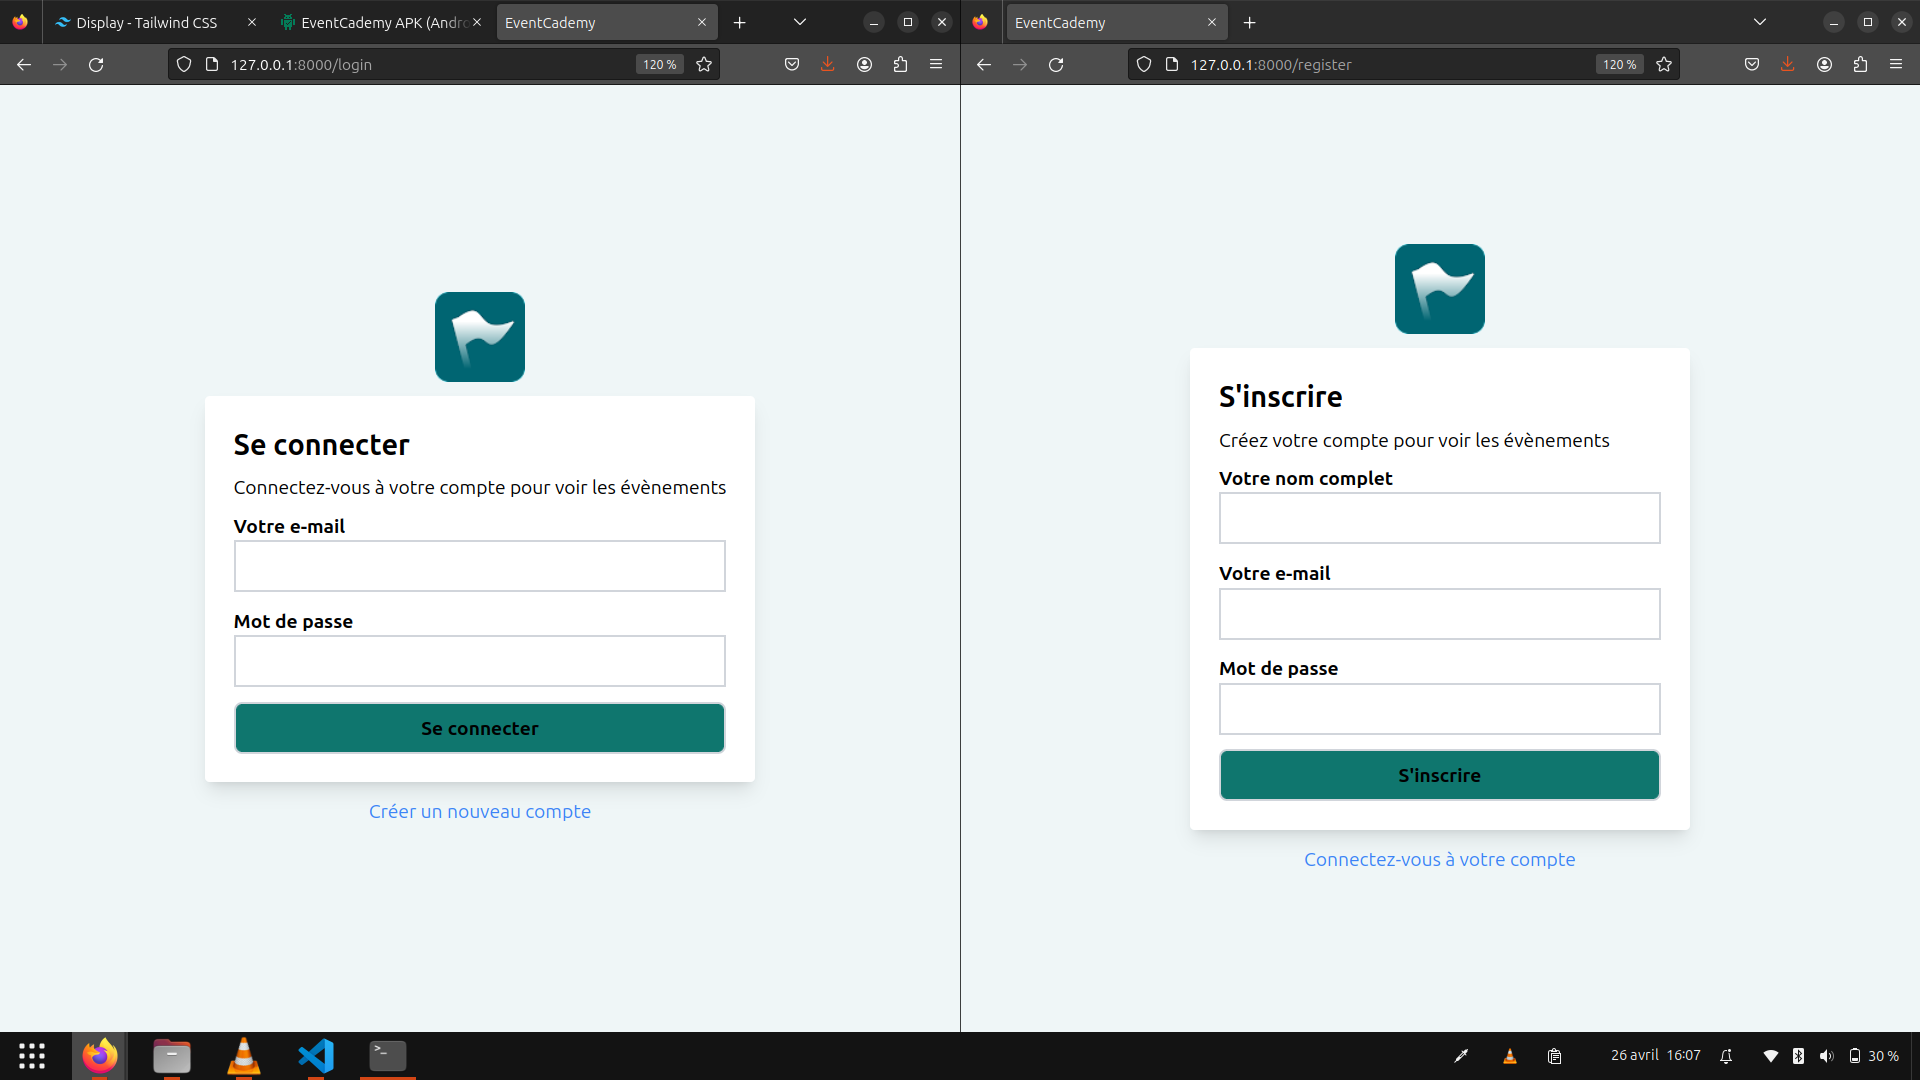 Display - Tailwind CSS
EventCademy APK (Andro
EventCademy
127.0.0.1:8000/login
120 %
Se connecter
Connectez-vous à votre compte pour voir les évènements
Votre e-mail
Mot de passe
Se connecter
Créer un nouveau compte
EventCademy
127.0.0.1:8000/register
120 %
S'inscrire
Créez votre compte pour voir les évènements
Votre nom complet
Votre e-mail
Mot de passe
S'inscrire
Connectez-vous à votre compte
26 avril 16:07
30 %